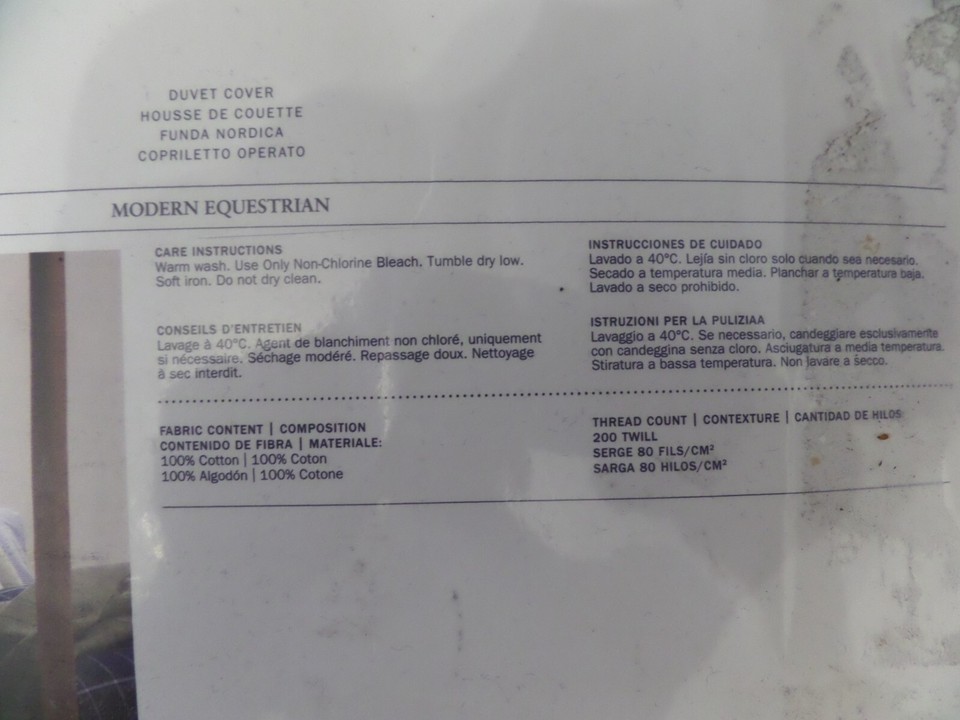 DUVET COVER
HOUSSE DE COUETTE
FUNDA NORDICA
COPRILETTO OPERATO
MODERN EQUESTRIAN
CARE INSTRUCTIONS
Warm wash. Use Only Non-Chlorine Bleach. Tumble dry low.
Soft iron. Do not dry clean.
CONSEILS D'ENTRETIEN
Lavage à 40°C. Agent de blanchiment non chloré, uniquement
si nécessaire. Séchage modéré. Repassage doux. Nettoyage
à sec interdit.
INSTRUCCIONES DE CUIDADO
Lavado a 40°C. Lejía sin cloro solo cuando sea necesario.
Secado a temperatura media. Planchar a temperatura baja.
Lavado a seco prohibido.
ISTRUZIONI PER LA PULIZIAA
Lavaggio a 40°C. Se necessario, candeggiare esclusivamente
con candeggina senza cloro. Asciugatura a media temperatura.
Stiratura a bassa temperatura. Non lavare a secco.
FABRIC CONTENT | COMPOSITION
CONTENIDO DE FIBRA | MATERIALE:
100% Cotton | 100% Coton
100% Algodón | 100% Cotone
THREAD COUNT | CONTEXTURE | CANTIDAD DE HILOS
200 TWILL
SERGE 80 FILS/CM²
SARGA 80 HILOS/CM²